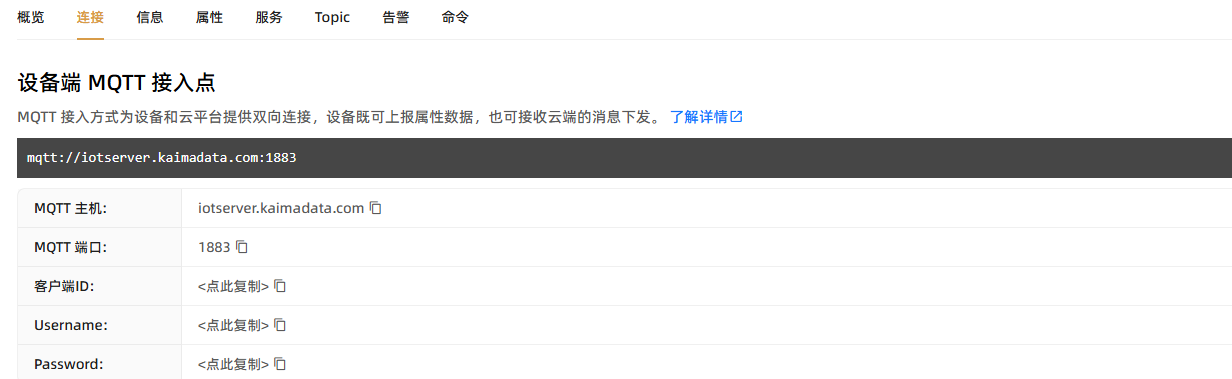 概览 连接 信息 属性 服务 Topic 告警 命令
设备端 MQTT 接入点
MQTT 接入方式为设备和云平台提供双向连接，设备既可上报属性数据，也可接收云端的消息下发。 了解详情
mqtt://iotserver.kaimadata.com:1883
MQTT 主机： iotserver.kaimadata.com
MQTT 端口： 1883
客户端ID： <点此复制>
Username： <点此复制>
Password： <点此复制>